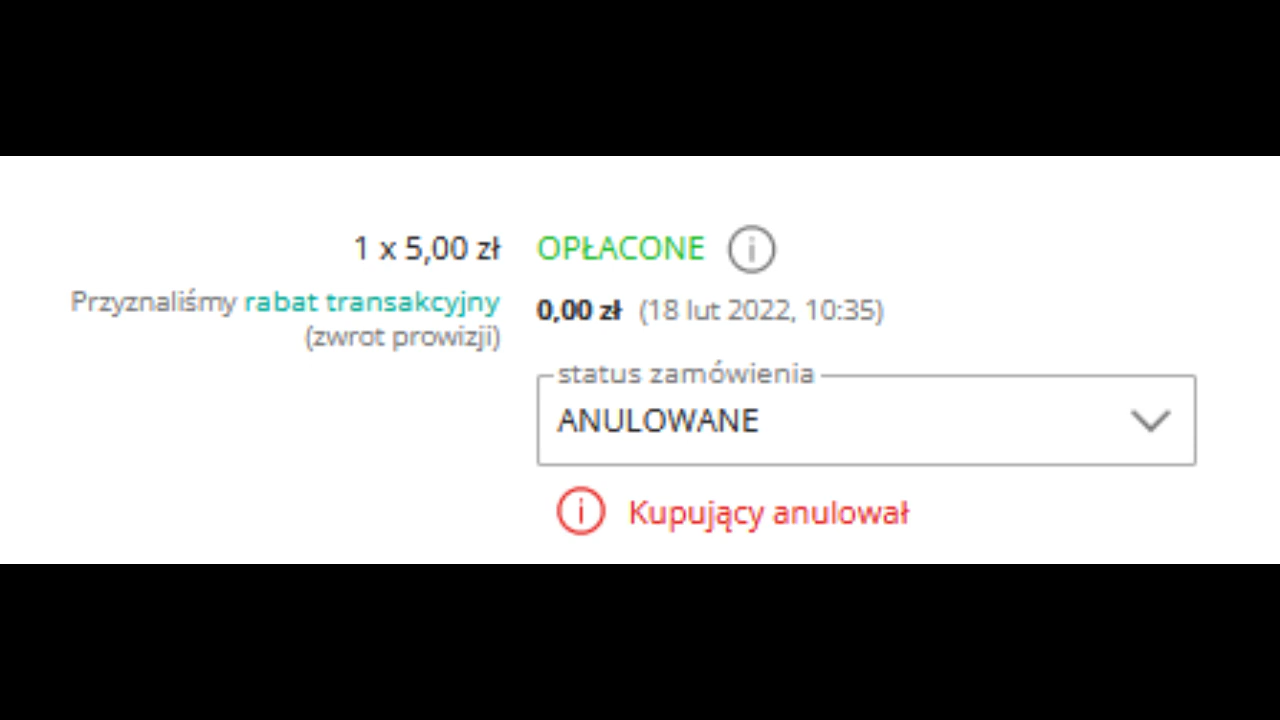 1 x 5,00 zł OPŁACONE
Przyznaliśmy rabat transakcyjny
(zwrot prowizji)
0,00 zł (18 lut 2022, 10:35)
status zamówienia
ANULOWANE
Kupujący anulował